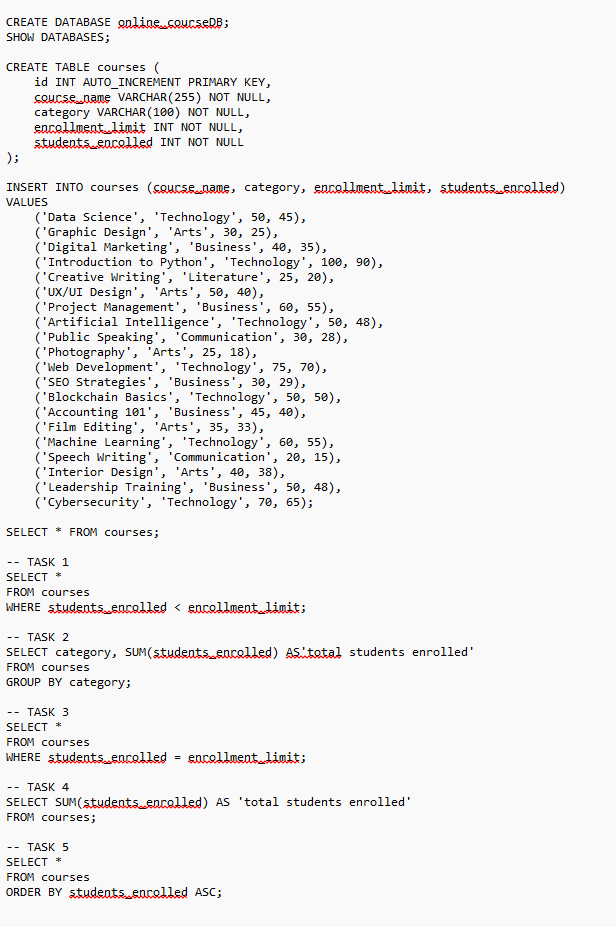 CREATE DATABASE online_courseDB;
SHOW DATABASES;
CREATE TABLE courses (
id INT AUTO_INCREMENT PRIMARY KEY,
course_name VARCHAR(255) NOT NULL,
category VARCHAR(100) NOT NULL,
enrollment_limit INT NOT NULL,
students_enrolled INT NOT NULL
);
INSERT INTO courses (course_name, category, enrollment_limit, students_enrolled)
VALUES
('Data Science', 'Technology', 50, 45),
('Graphic Design', 'Arts', 30, 25),
('Digital Marketing', 'Business', 40, 35),
('Introduction to Python', 'Technology', 100, 90),
('Creative Writing', 'Literature', 25, 20),
('UX/UI Design', 'Arts', 50, 40),
('Project Management', 'Business', 60, 55),
('Artificial Intelligence', 'Technology', 50, 48),
('Public Speaking', 'Communication', 30, 28),
('Photography', 'Arts', 25, 18),
('Web Development', 'Technology', 75, 70),
('SEO Strategies', 'Business', 30, 29),
('Blockchain Basics', 'Technology', 50, 50),
('Accounting 101', 'Business', 45, 40),
('Film Editing', 'Arts', 35, 33),
('Machine Learning', 'Technology', 60, 55),
('Speech Writing', 'Communication', 20, 15),
('Interior Design', 'Arts', 40, 38),
('Leadership Training', 'Business', 50, 48),
('Cybersecurity', 'Technology', 70, 65);
SELECT * FROM courses;
-- TASK 1
SELECT *
FROM courses
WHERE students_enrolled < enrollment_limit;
-- TASK 2
SELECT category, SUM(students_enrolled) AS'total students enrolled'
FROM courses
GROUP BY category;
-- TASK 3
SELECT *
FROM courses
WHERE students_enrolled = enrollment_limit;
-- TASK 4
SELECT SUM(students_enrolled) AS 'total students enrolled'
FROM courses;
-- TASK 5
SELECT *
FROM courses
ORDER BY students_enrolled ASC;